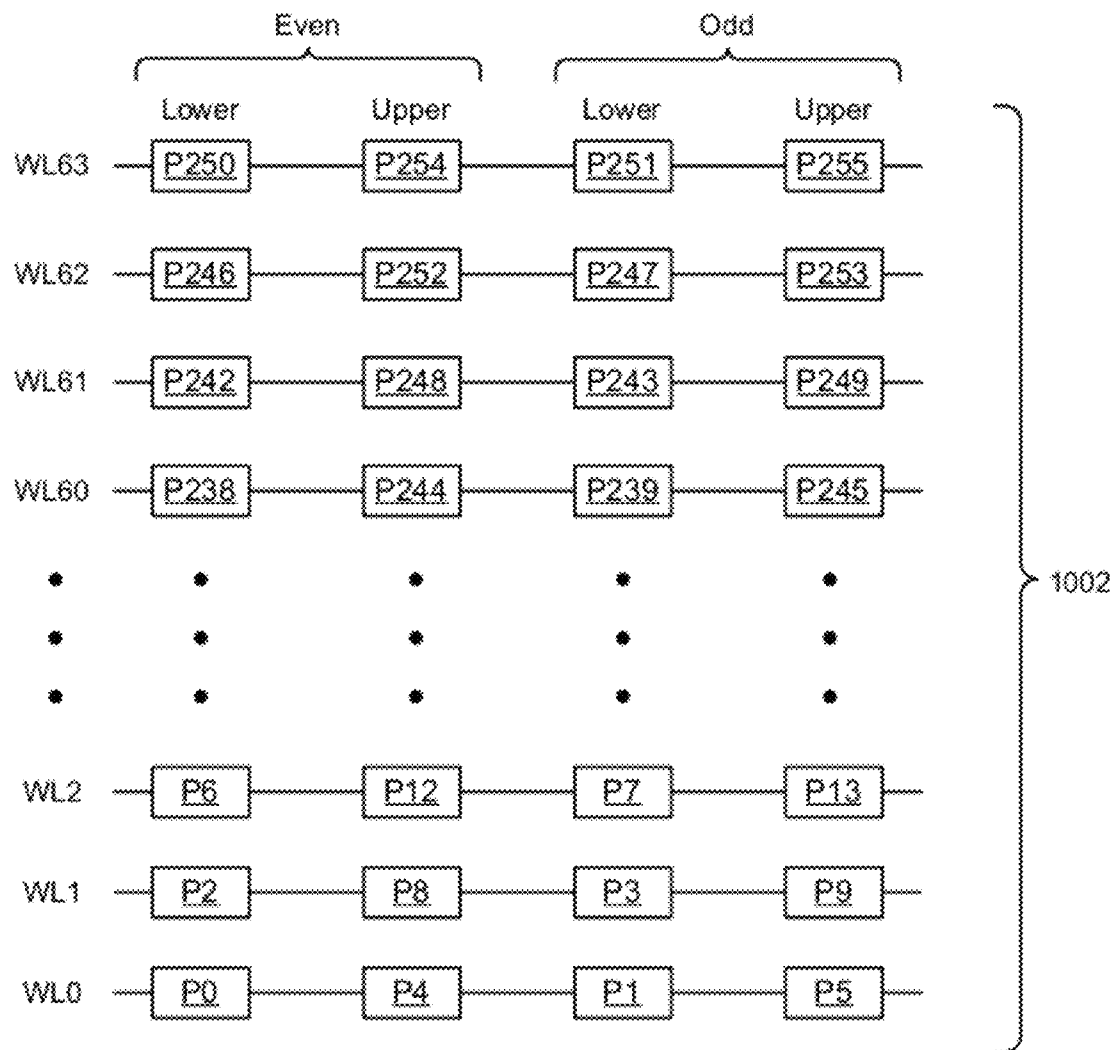 Even Odd
Lower Upper Lower Upper
WL63 P250 P254 P251 P255
WL62 P246 P252 P247 P253
WL61 P242 P248 P243 P249
WL60 P238 P244 P239 P245
1002
WL2 P6 P12 P7 P13
WL1 P2 P8 P3 P9
WL0 P0 P4 P1 P5